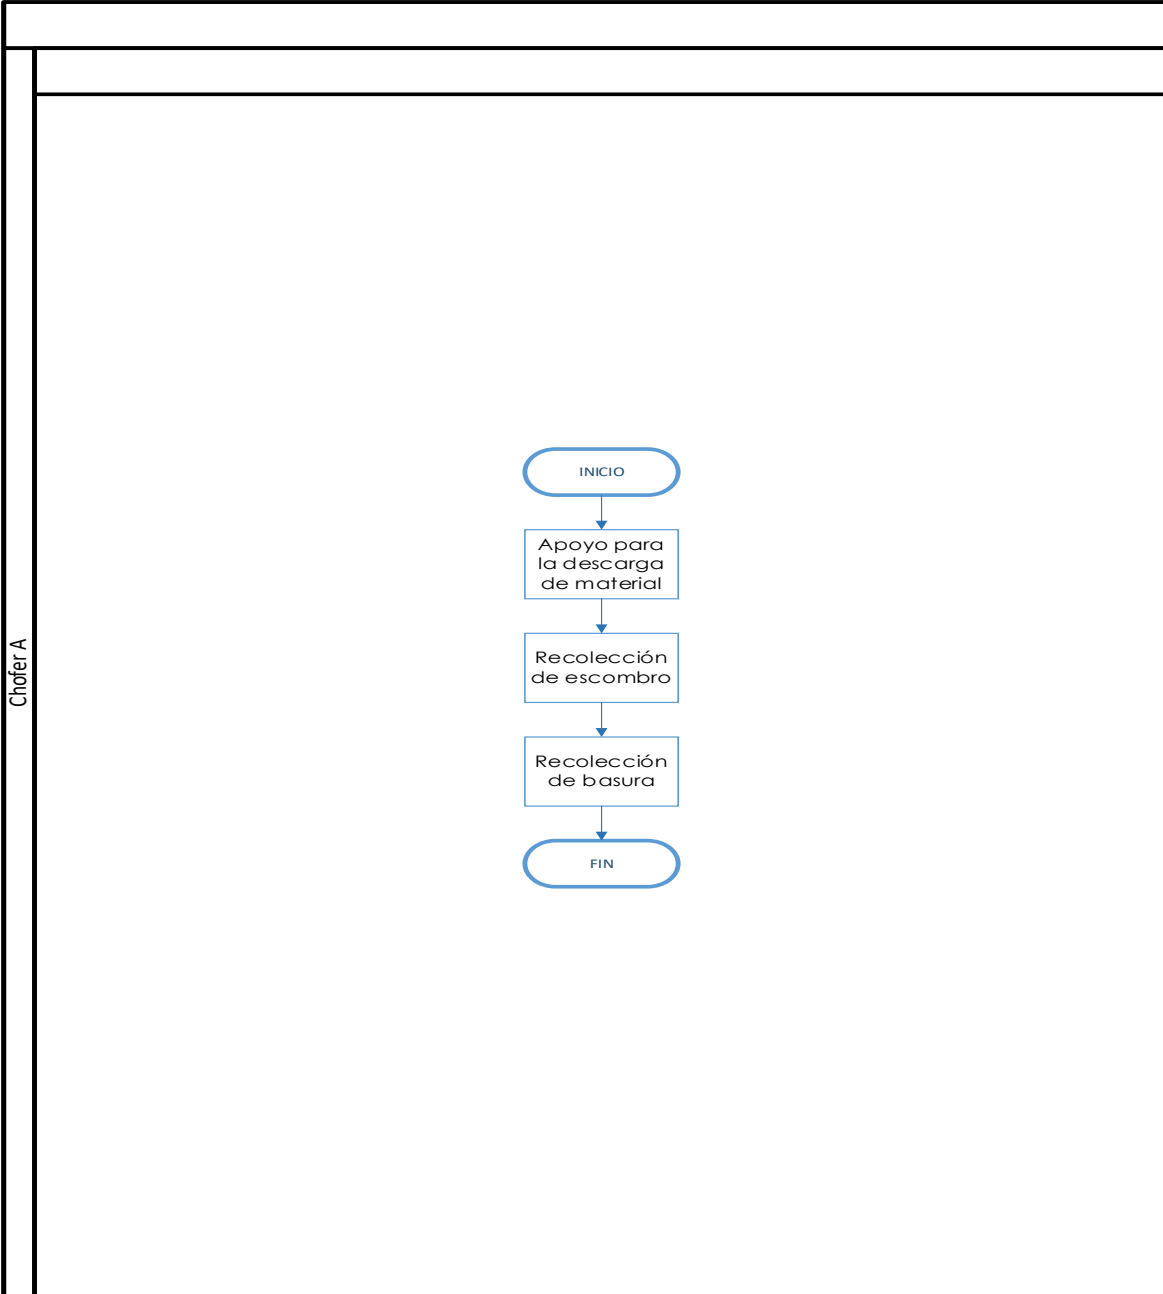 Chofer A
INICIO
Apoyo para
la descarga
de material
Recolección
de escombro
Recolección
de basura
FIN